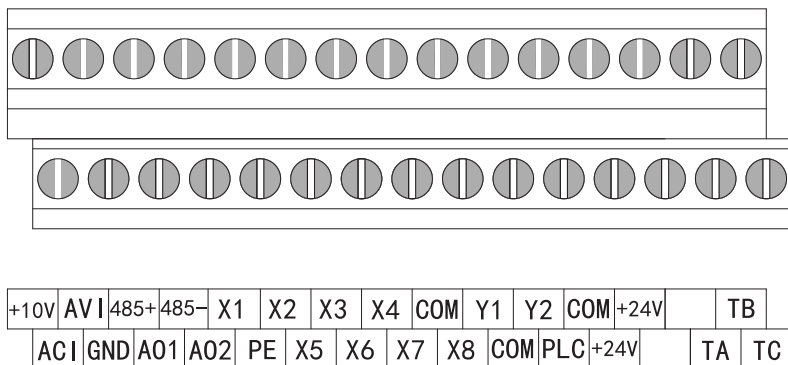 +10V AVI 485+ 485- X1 X2 X3 X4 COM Y1 Y2 COM +24V TB
ACI GND AO1 AO2 PE X5 X6 X7 X8 COM PLC +24V TA TC